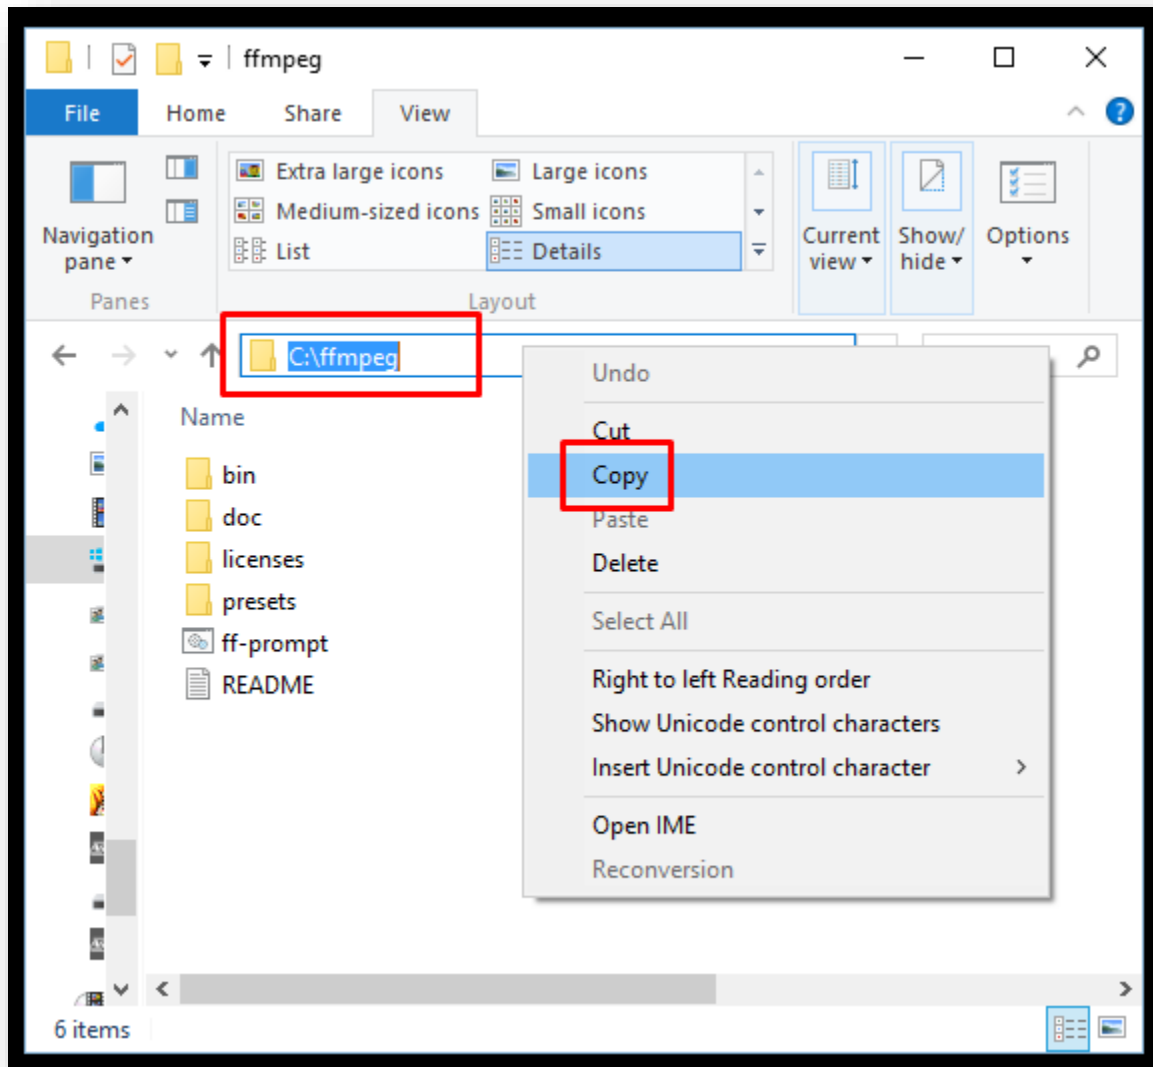 ffmpeg
File Home Share View
Extra large icons Large icons
Medium-sized icons Small icons
List Details
Navigation pane
Current view
Show/hide
Options
Panes Layout
C:\ffmpeg
Name
bin
doc
licenses
presets
ff-prompt
README
Undo
Cut
Copy
Paste
Delete
Select All
Right to left Reading order
Show Unicode control characters
Insert Unicode control character
Open IME
Reconversion
6 items